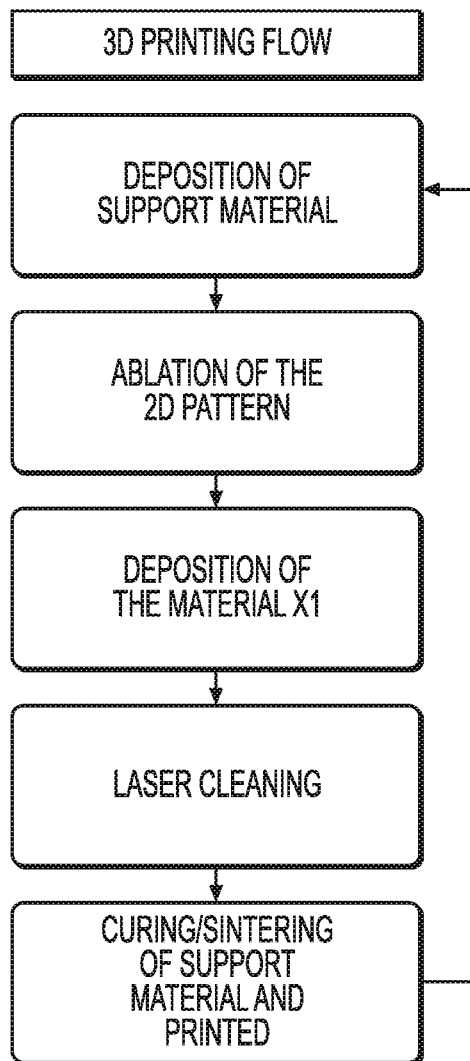 3D PRINTING FLOW
DEPOSITION OF
SUPPORT MATERIAL
ABLATION OF THE
2D PATTERN
DEPOSITION OF
THE MATERIAL X1
LASER CLEANING
CURING/SINTERING
OF SUPPORT
MATERIAL AND
PRINTED